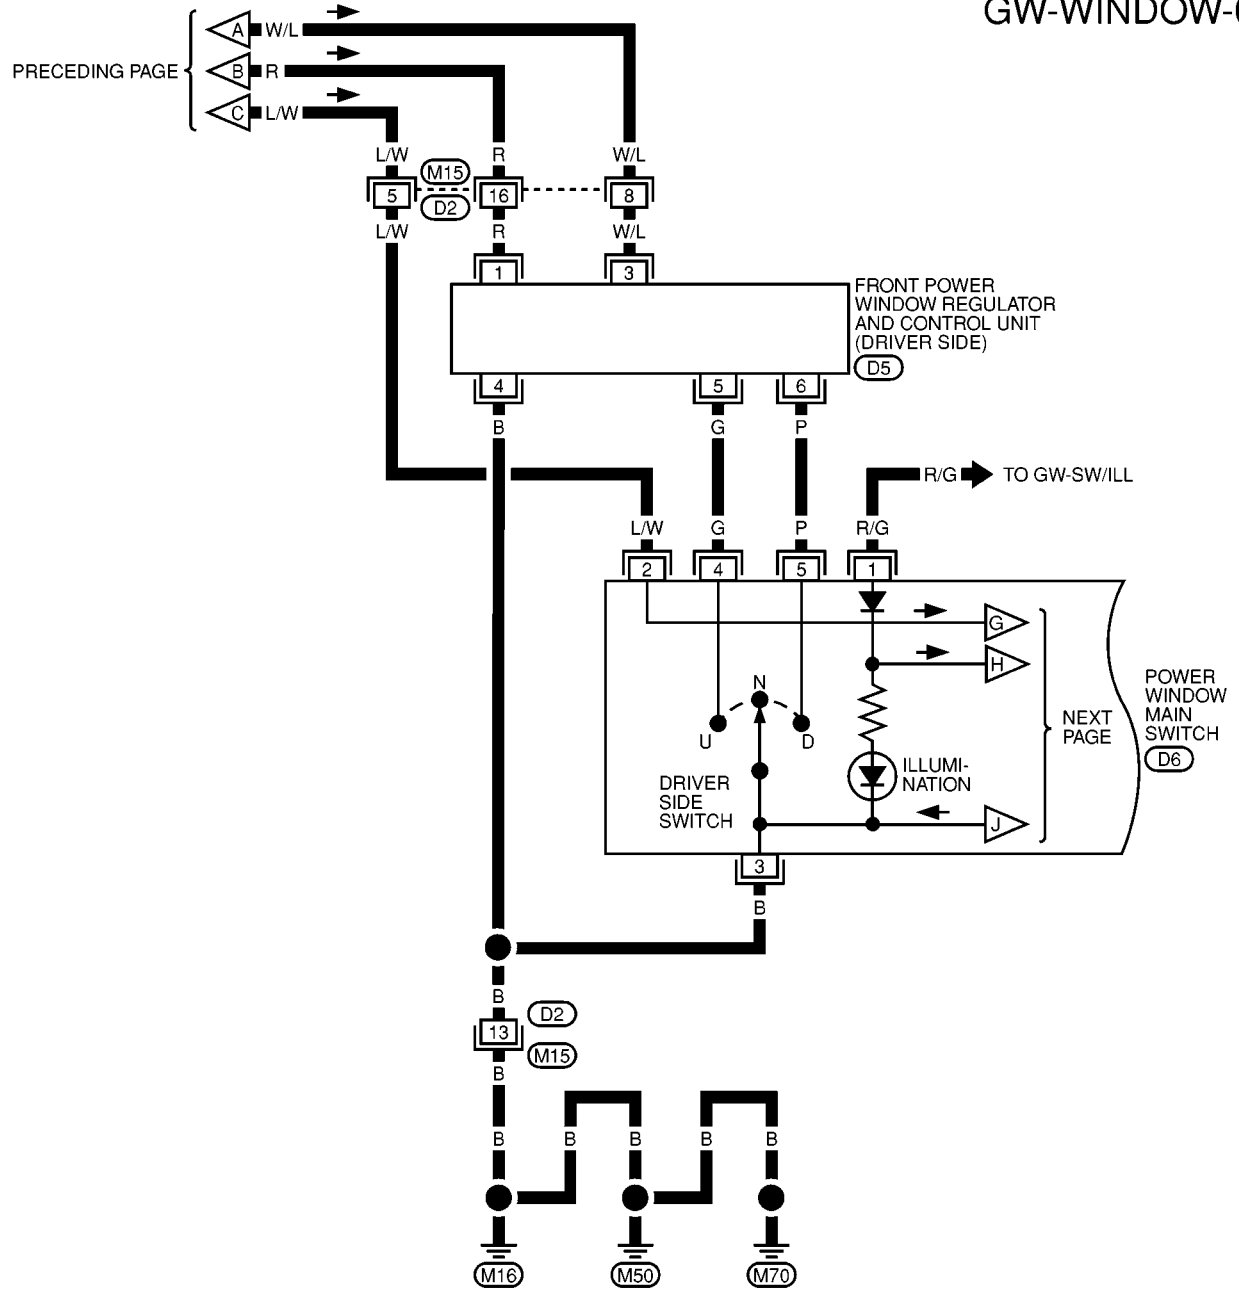 GW-WINDOW-0
A W/L
PRECEDING PAGE B R
C L/W
L/W R W/L
M15
5 16 8
D2
L/W R W/L
1 3
FRONT POWER
WINDOW REGULATOR
AND CONTROL UNIT
(DRIVER SIDE)
D5
4 5 6
B G P
R/G TO GW-SW/ILL
L/W G P R/G
2 4 5 1
G
H
N
U D
NEXT
PAGE
POWER
WINDOW
MAIN
SWITCH
D6
ILLUMI-
NATION
DRIVER
SIDE
SWITCH
J
3
B
B
D2
13
M15
B
B B B B B
M16 M50 M70